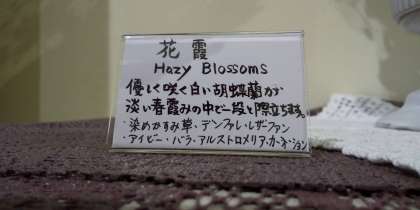 花霞
Hazy Blossoms
優しく咲く白い胡蝶蘭が
淡い春霞みの中で一段と際立ちます。
・染めかすみ草、デンファレ・レザーファン
・アイビー・バラ・アルストロメリア・カーネーション